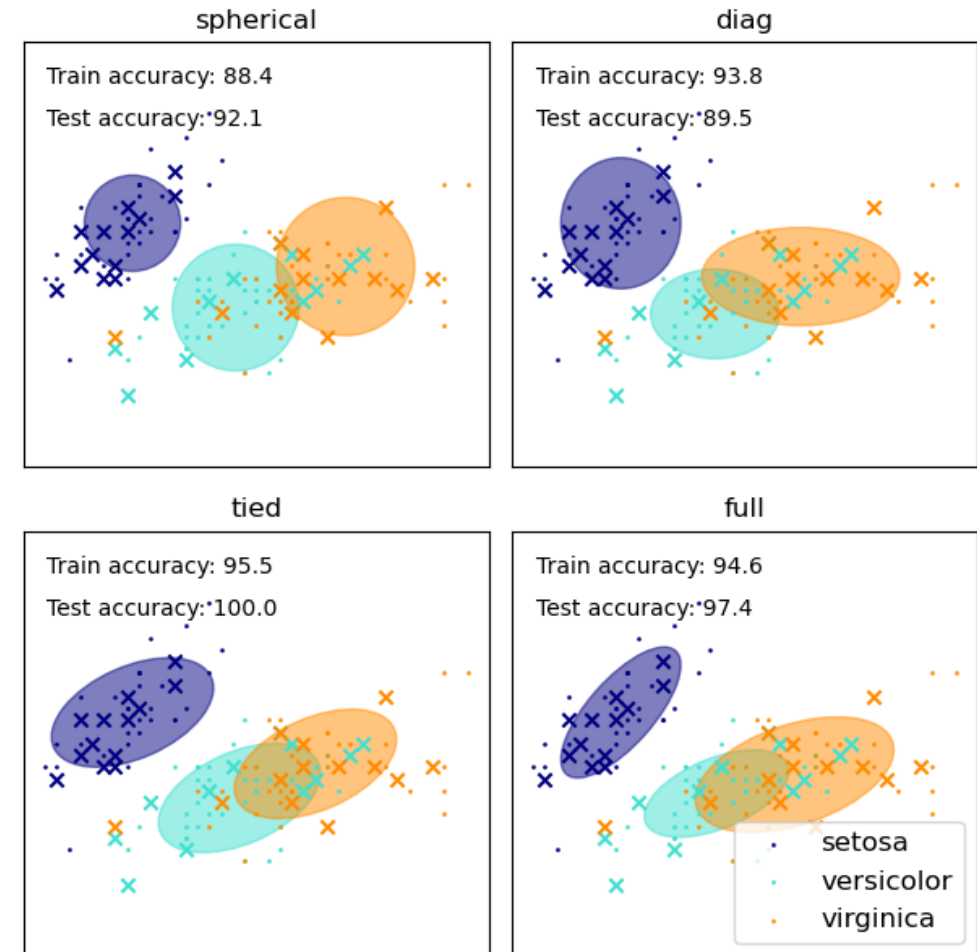 spherical
Train accuracy: 88.4
Test accuracy: 92.1
diag
Train accuracy: 93.8
Test accuracy: 89.5
tied
Train accuracy: 95.5
Test accuracy: 100.0
full
Train accuracy: 94.6
Test accuracy: 97.4
setosa
versicolor
virginica